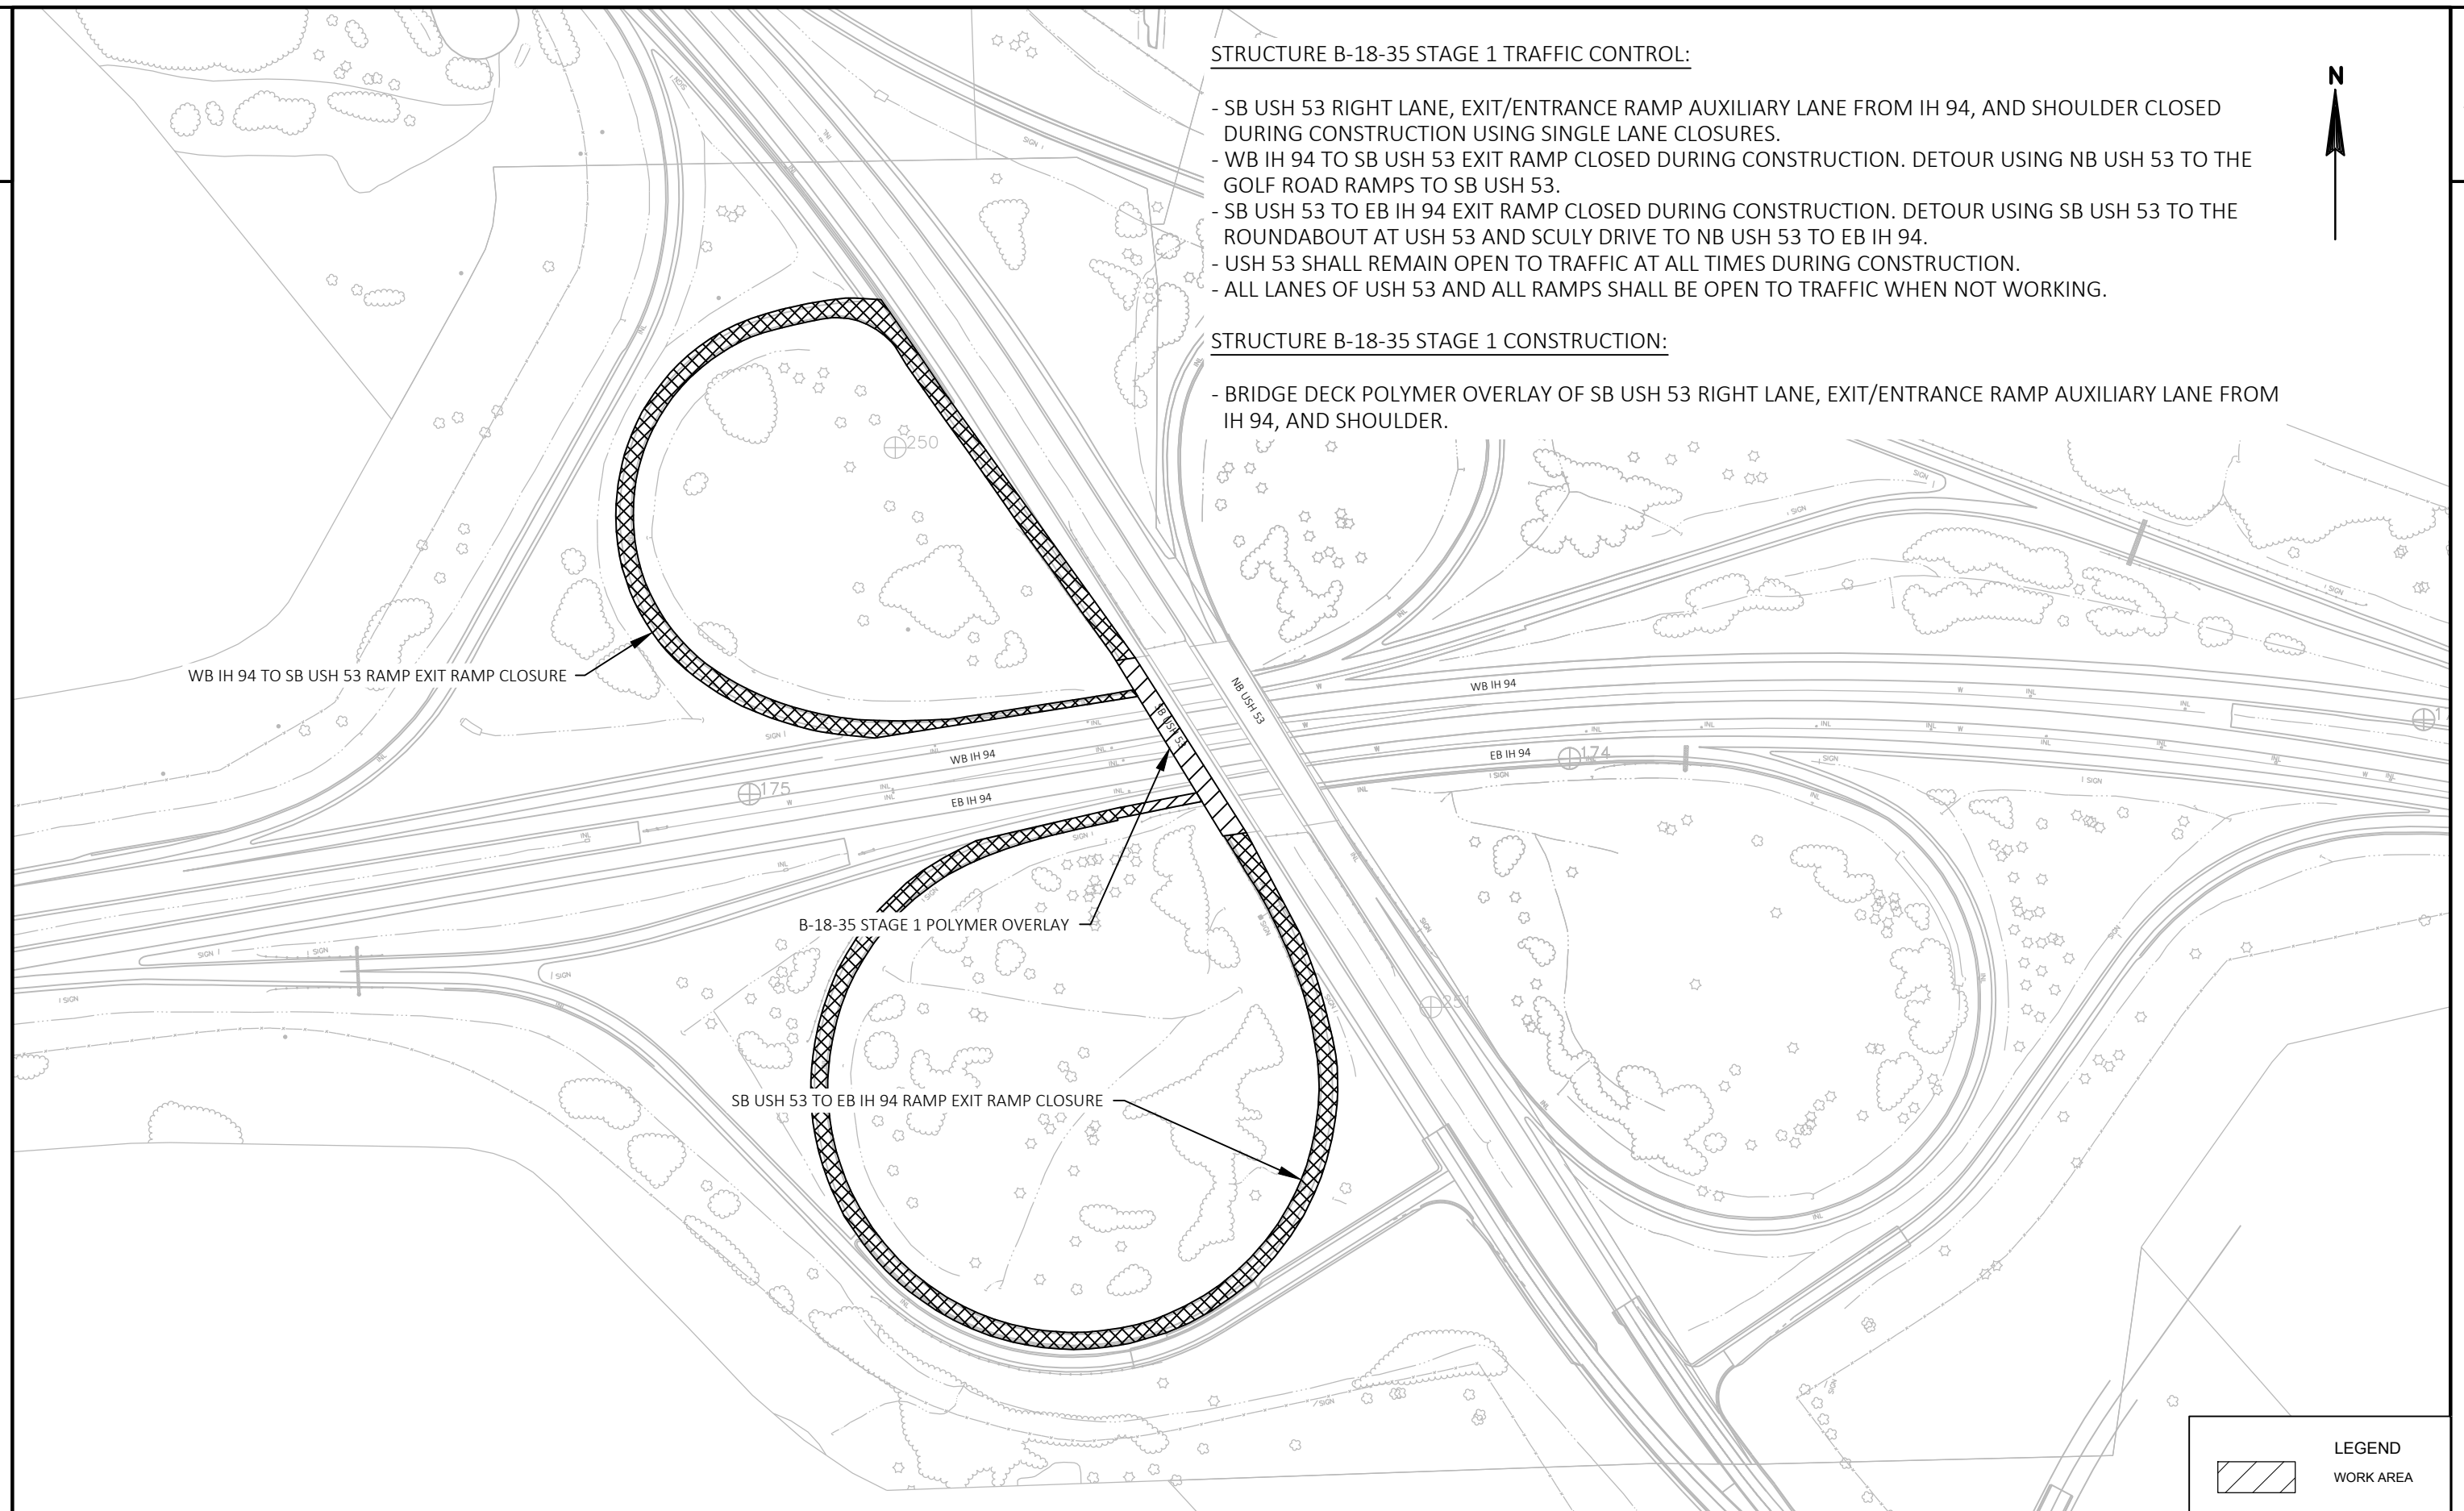 STRUCTURE B-18-35 STAGE 1 TRAFFIC CONTROL:
- SB USH 53 RIGHT LANE, EXIT/ENTRANCE RAMP AUXILIARY LANE FROM IH 94, AND SHOULDER CLOSED
DURING CONSTRUCTION USING SINGLE LANE CLOSURES.
- WB IH 94 TO SB USH 53 EXIT RAMP CLOSED DURING CONSTRUCTION. DETOUR USING NB USH 53 TO THE
GOLF ROAD RAMPS TO SB USH 53.
- SB USH 53 TO EB IH 94 EXIT RAMP CLOSED DURING CONSTRUCTION. DETOUR USING SB USH 53 TO THE
ROUNDABOUT AT USH 53 AND SCULY DRIVE TO NB USH 53 TO EB IH 94.
- USH 53 SHALL REMAIN OPEN TO TRAFFIC AT ALL TIMES DURING CONSTRUCTION.
- ALL LANES OF USH 53 AND ALL RAMPS SHALL BE OPEN TO TRAFFIC WHEN NOT WORKING.
STRUCTURE B-18-35 STAGE 1 CONSTRUCTION:
- BRIDGE DECK POLYMER OVERLAY OF SB USH 53 RIGHT LANE, EXIT/ENTRANCE RAMP AUXILIARY LANE FROM
IH 94, AND SHOULDER.
N
250
WB IH 94 TO SB USH 53 RAMP EXIT RAMP CLOSURE
NB USH 53
SB USH 53
WB IH 94
WB IH 94
EB IH 94
EB IH 94
174
175
B-18-35 STAGE 1 POLYMER OVERLAY
251
SB USH 53 TO EB IH 94 RAMP EXIT RAMP CLOSURE
LEGEND
WORK AREA